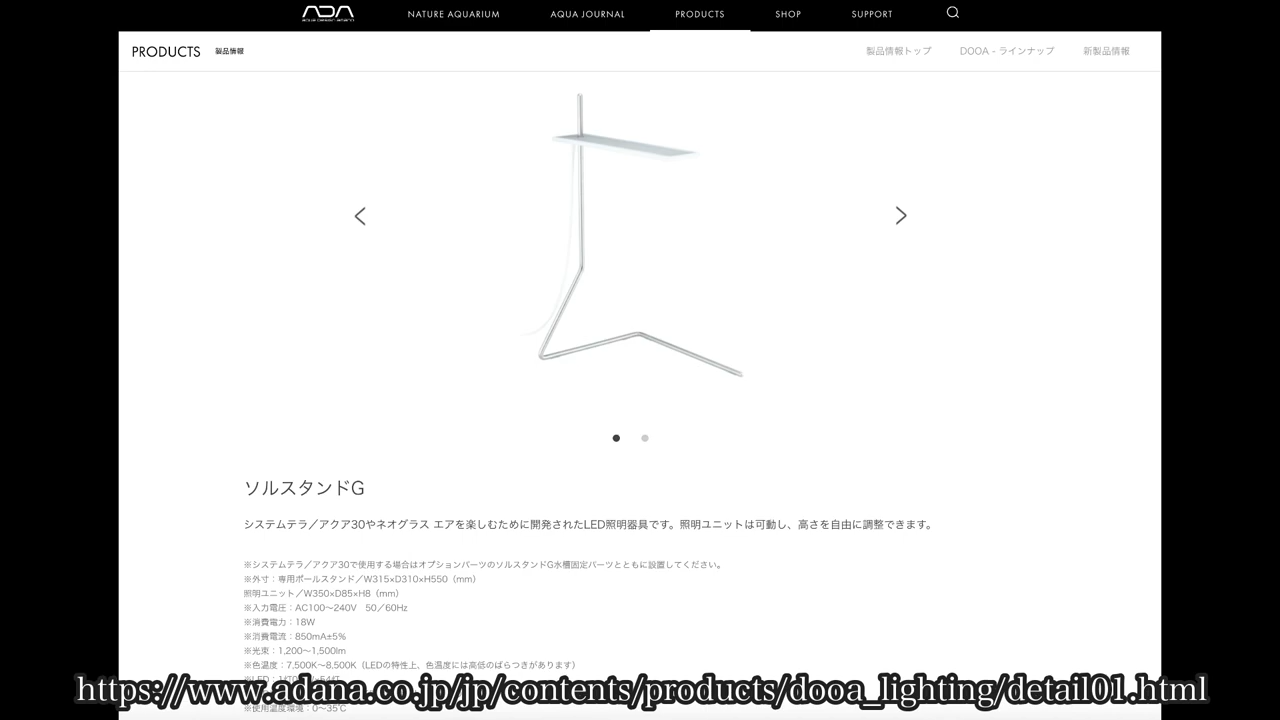 ADA
aqua design amano
NATURE AQUARIUM
AQUA JOURNAL
PRODUCTS
SHOP
SUPPORT
PRODUCTS 製品情報
製品情報トップ
DOOA - ラインナップ
新製品情報
ソルスタンドG
システムテラ／アクア30やネオグラス エアを楽しむために開発されたLED照明器具です。照明ユニットは可動し、高さを自由に調整できます。
※システムテラ／アクア30で使用する場合はオプションパーツのソルスタンドG水槽固定パーツとともに設置してください。
※外寸：専用ポールスタンド／W315×D310×H550（mm）
照明ユニット／W350×D85×H8（mm）
※入力電圧：AC100〜240V　50／60Hz
※消費電力：18W
※消費電流：850mA±5%
※光束：1,200〜1,500lm
※色温度：7,500K〜8,500K（LEDの特性上、色温度には高低のばらつきがあります）
https://www.adana.co.jp/jp/contents/products/dooa_lighting/detail01.html
※使用温度環境：0〜35℃